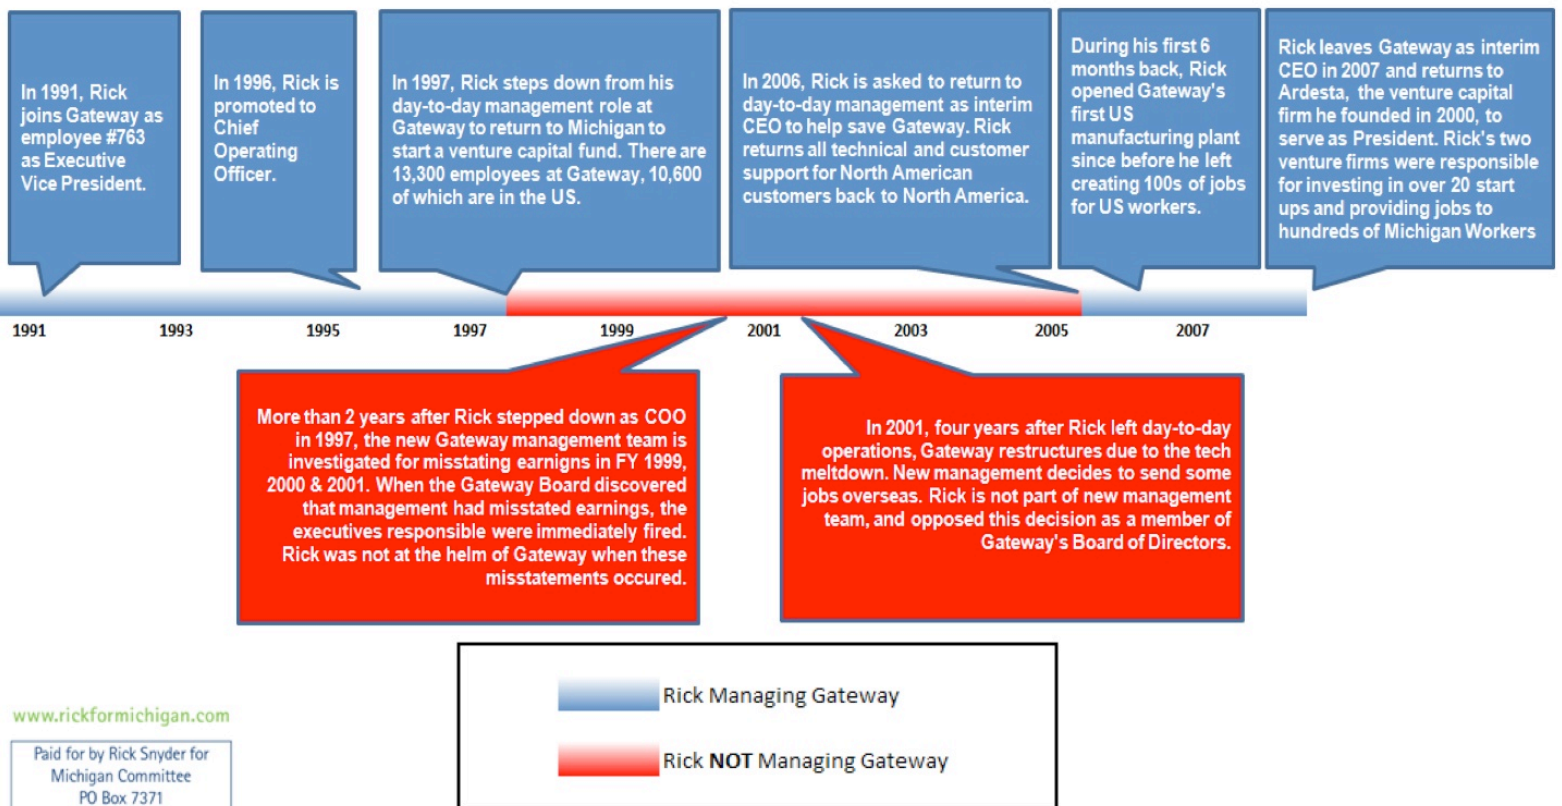 In 1991, Rick
joins Gateway as
employee #763
as Executive
Vice President.
In 1996, Rick is
promoted to
Chief
Operating
Officer.
In 1997, Rick steps down from his
day-to-day management role at
Gateway to return to Michigan to
start a venture capital fund. There are
13,300 employees at Gateway, 10,600
of which are in the US.
In 2006, Rick is asked to return to
day-to-day management as interim
CEO to help save Gateway. Rick
returns all technical and customer
support for North American
customers back to North America.
During his first 6
months back, Rick
opened Gateway's
first US
manufacturing plant
since before he left
creating 100s of jobs
for US workers.
Rick leaves Gateway as interim
CEO in 2007 and returns to
Ardesta, the venture capital
firm he founded in 2000, to
serve as President. Rick's two
venture firms were responsible
for investing in over 20 start
ups and providing jobs to
hundreds of Michigan Workers
1991 1993 1995 1997 1999 2001 2003 2005 2007
More than 2 years after Rick stepped down as COO
in 1997, the new Gateway management team is
investigated for misstating earnigns in FY 1999,
2000 & 2001. When the Gateway Board discovered
that management had misstated earnings, the
executives responsible were immediately fired.
Rick was not at the helm of Gateway when these
misstatements occured.
In 2001, four years after Rick left day-to-day
operations, Gateway restructures due to the tech
meltdown. New management decides to send some
jobs overseas. Rick is not part of new management
team, and opposed this decision as a member of
Gateway's Board of Directors.
Rick Managing Gateway
Rick NOT Managing Gateway
www.rickformichigan.com
Paid for by Rick Snyder for
Michigan Committee
PO Box 7371